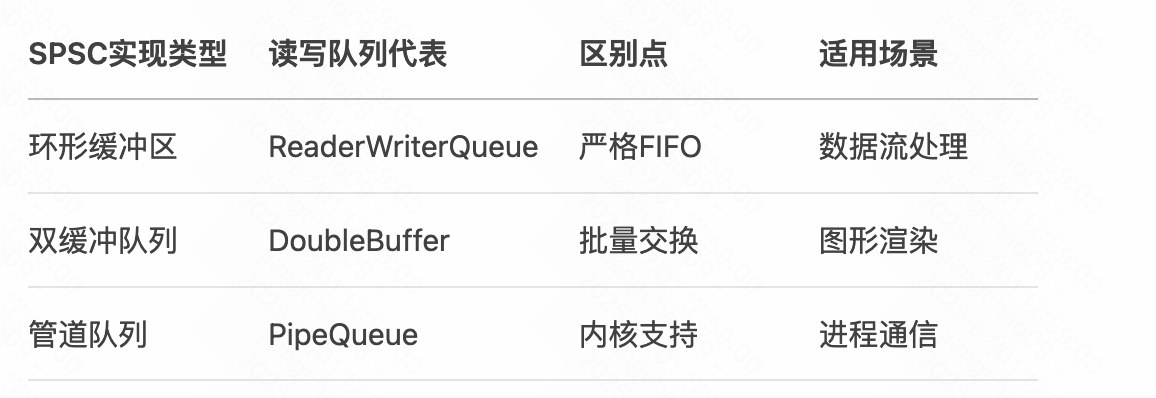 SPSC实现类型 读写队列代表 区别点 适用场景
环形缓冲区 ReaderWriterQueue 严格FIFO 数据流处理
双缓冲队列 DoubleBuffer 批量交换 图形渲染
管道队列 PipeQueue 内核支持 进程通信